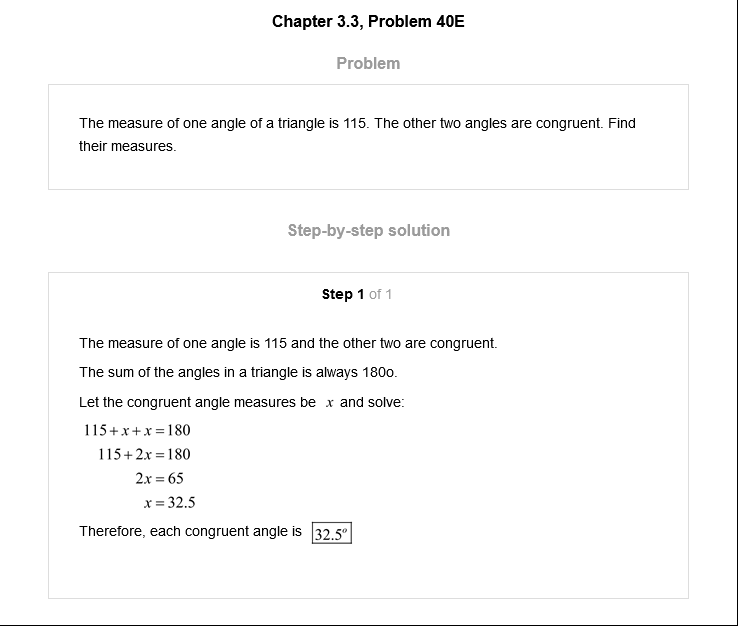 Chapter 3.3, Problem 40E
Problem
The measure of one angle of a triangle is 115. The other two angles are congruent. Find
their measures.
Step-by-step solution
Step 1 of 1
The measure of one angle is 115 and the other two are congruent.
The sum of the angles in a triangle is always 180o.
Let the congruent angle measures be x and solve:
115+x+x=180
115+2x=180
2x=65
x=32.5
Therefore, each congruent angle is 32.5°